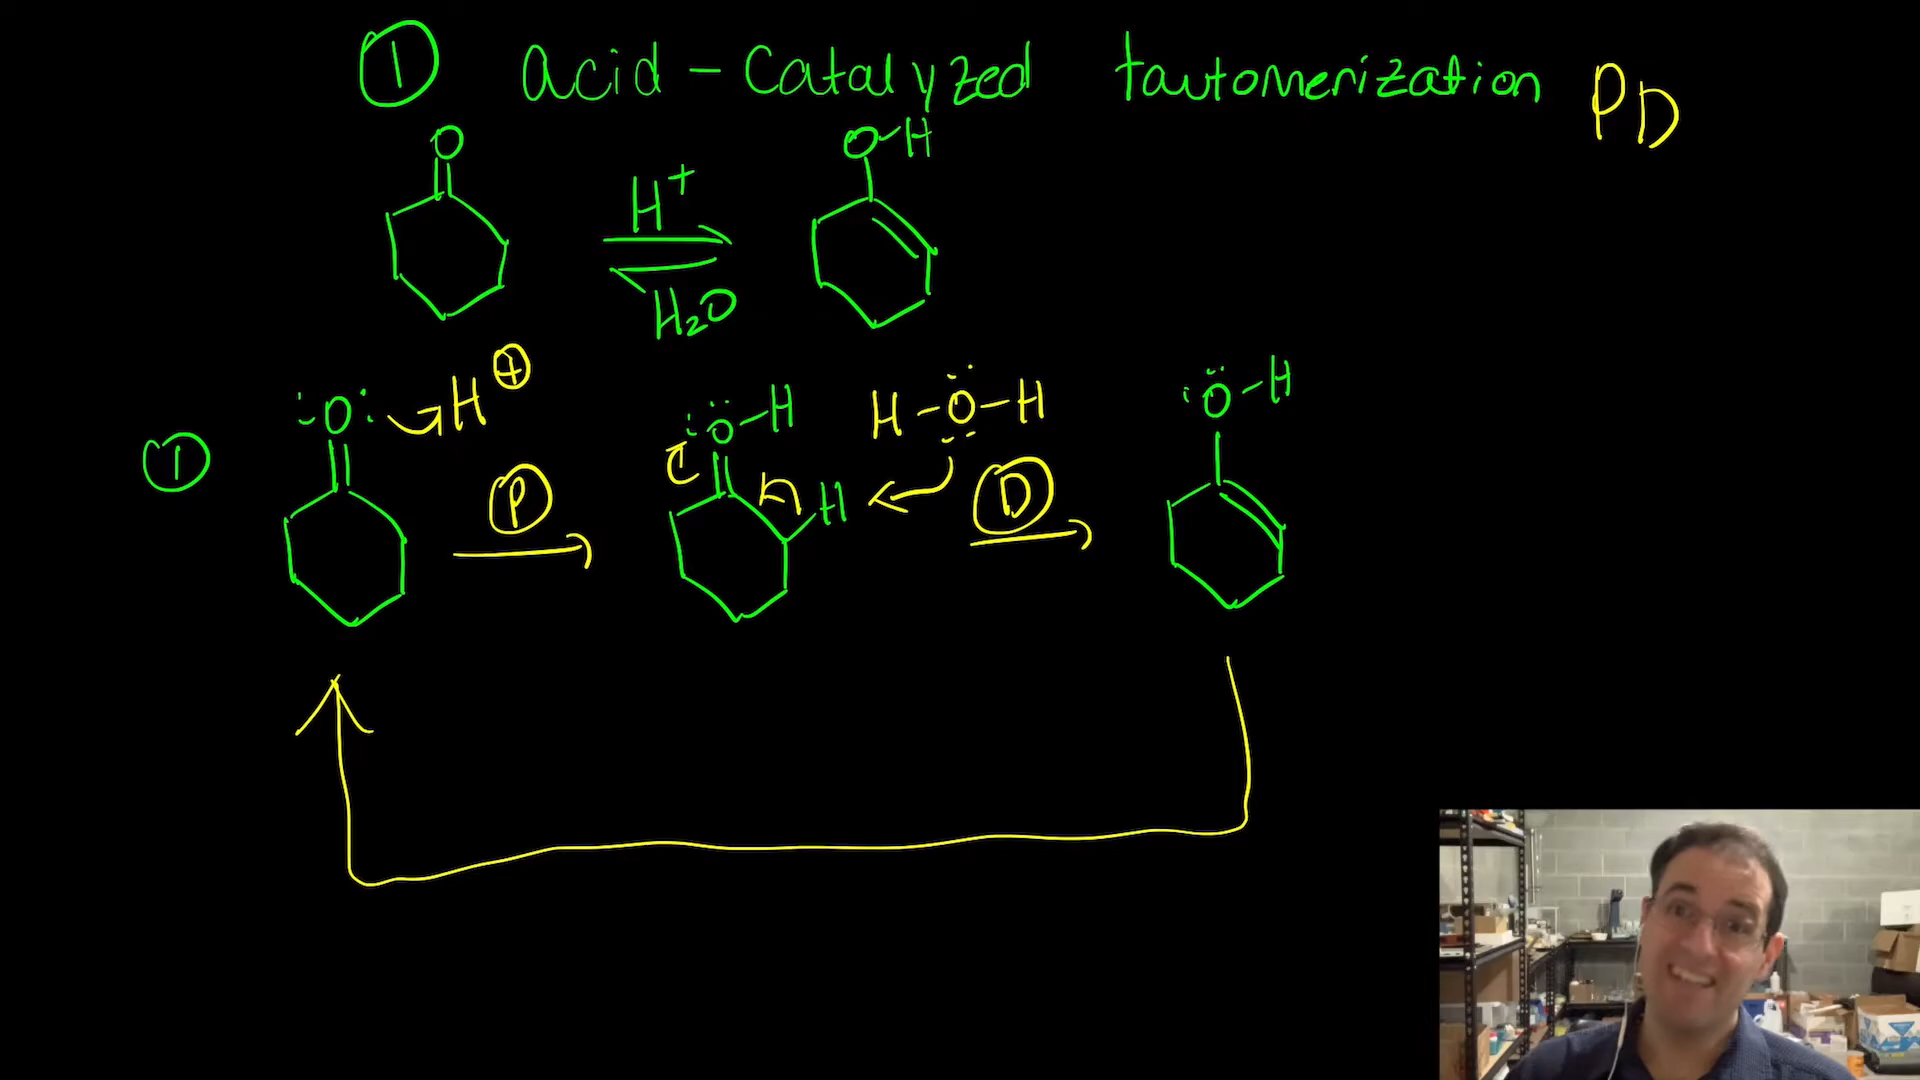 ① acid-Catalyzed tautomerization PD
O
O-H
H+
H₂O
① :O: H⊕
P
:Ö-H
H
H-Ö-H
D
:Ö-H